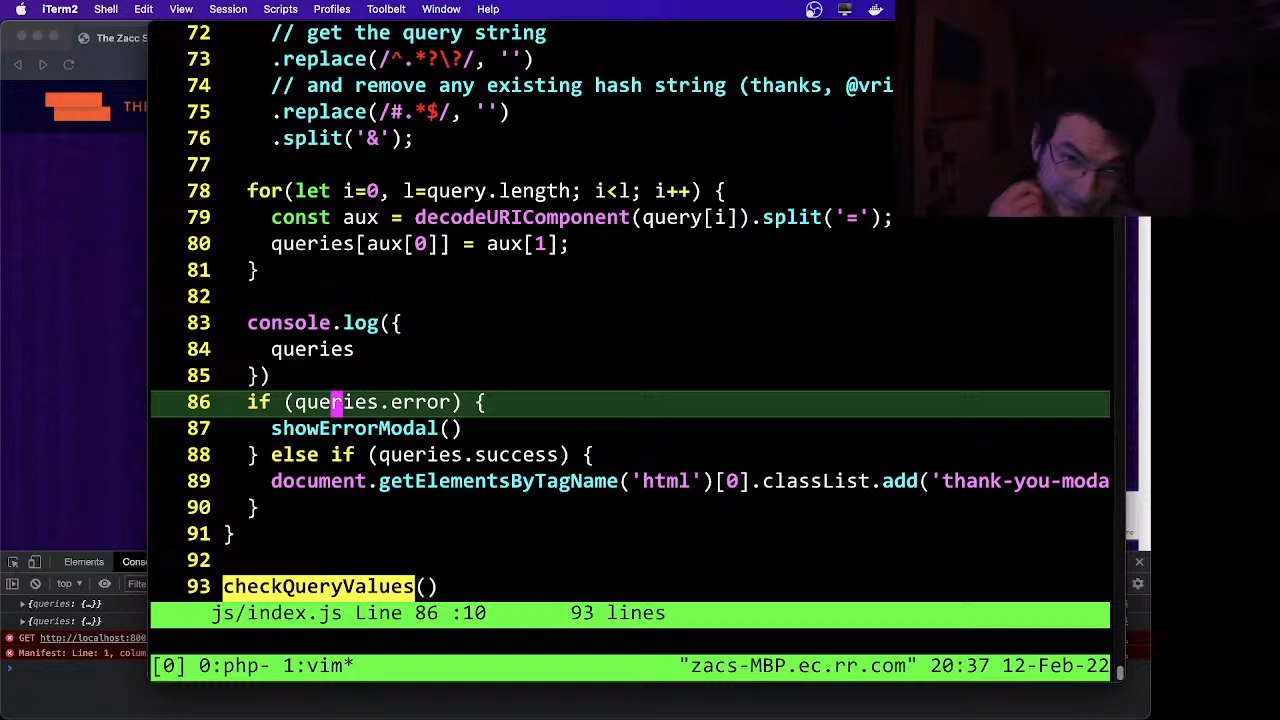 iTerm2 Shell Edit View Session Scripts Profiles Toolbelt Window Help
The Zacc S
THE
72 // get the query string
73 .replace(/^.*?\?/, '')
74 // and remove any existing hash string (thanks, @vri
75 .replace(/#.*$/, '')
76 .split('&');
77
78 for(let i=0, l=query.length; i<l; i++) {
79 const aux = decodeURIComponent(query[i]).split('=');
80 queries[aux[0]] = aux[1];
81 }
82
83 console.log({
84 queries
85 })
86 if (queries.error) {
87 showErrorModal()
88 } else if (queries.success) {
89 document.getElementsByTagName('html')[0].classList.add('thank-you-moda
90 }
91 }
92
93 checkQueryValues()
js/index.js Line 86 :10 93 lines
[0] 0:php- 1:vim* "zacs-MBP.ec.rr.com" 20:37 12-Feb-22
Elements Conso
top Filte
{queries: {…}}
{queries: {…}}
GET http://localhost:800
Manifest: Line: 1, colum